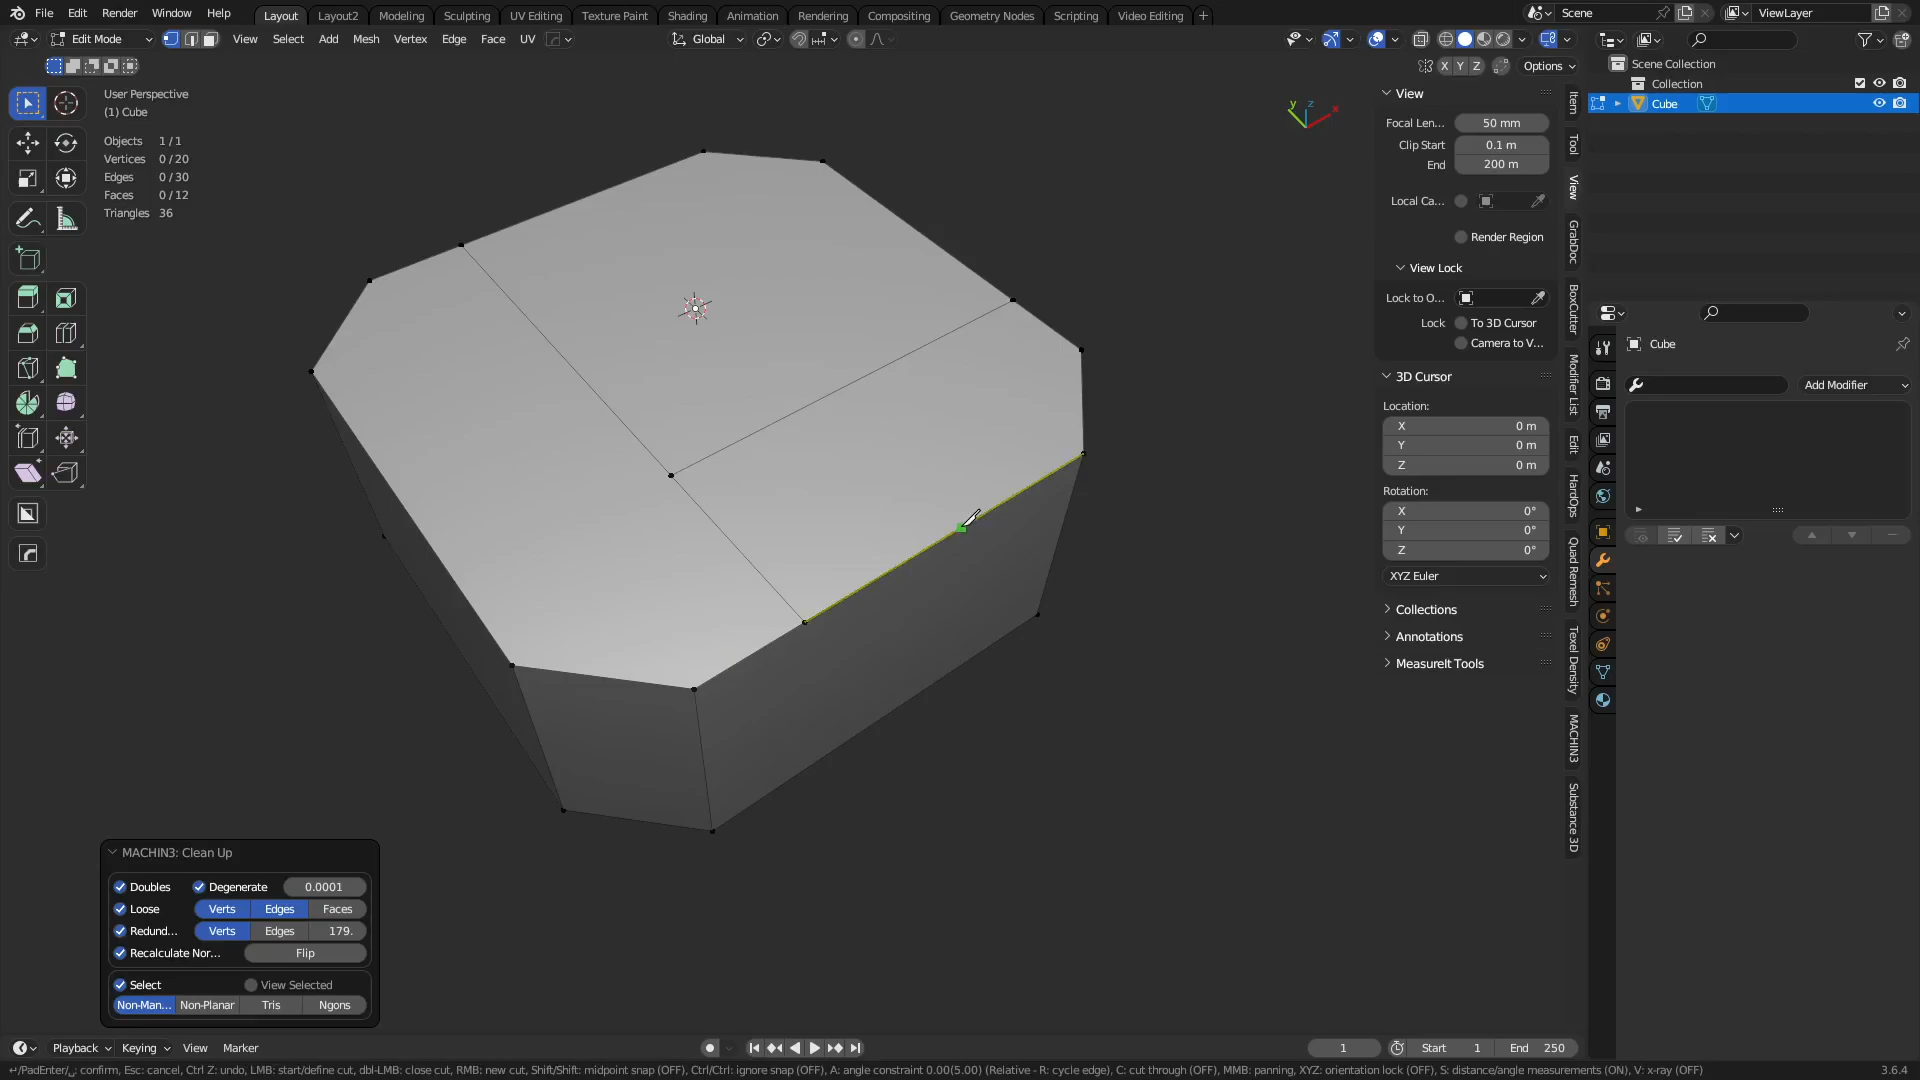 File Edit Render Window Help Layout Layout2 Modeling Sculpting UV Editing Texture Paint Shading Animation Rendering Compositing Geometry Nodes Scripting Video Editing + Scene ViewLayer
Edit Mode View Select Add Mesh Vertex Edge Face UV Global
X Y Z Options
User Perspective
(1) Cube
Objects 1/1
Vertices 0/20
Edges 0/30
Faces 0/12
Triangles 36
y z x
View
Focal Len... 50 mm
Clip Start 0.1 m
End 200 m
Local Ca...
Render Region
View Lock
Lock to O...
Lock To 3D Cursor
Camera to V...
3D Cursor
Location:
X 0 m
Y 0 m
Z 0 m
Rotation:
X 0°
Y 0°
Z 0°
XYZ Euler
Collections
Annotations
MeasureIt Tools
Item
Tool
View
GrabDoc
BoxCutter
Modifier List
Edit
HardOps
Quad Remesh
Texel Density
MACHIN3
Substance 3D
Scene Collection
Collection
Cube
Cube
Add Modifier
MACHIN3: Clean Up
Doubles Degenerate 0.0001
Loose Verts Edges Faces
Redund... Verts Edges 179.
Recalculate Nor... Flip
Select View Selected
Non-Man... Non-Planar Tris Ngons
Playback Keying View Marker 1 Start 1 End 250
↵/PadEnter/␣: confirm, Esc: cancel, Ctrl Z: undo, LMB: start/define cut, dbl-LMB: close cut, RMB: new cut, Shift/Shift: midpoint snap (OFF), Ctrl/Ctrl: ignore snap (OFF), A: angle constraint 0.00(5.00) (Relative - R: cycle edge), C: cut through (OFF), MMB: panning, XYZ: orientation lock (OFF), S: distance/angle measurements (ON), V: x-ray (OFF) 3.6.4